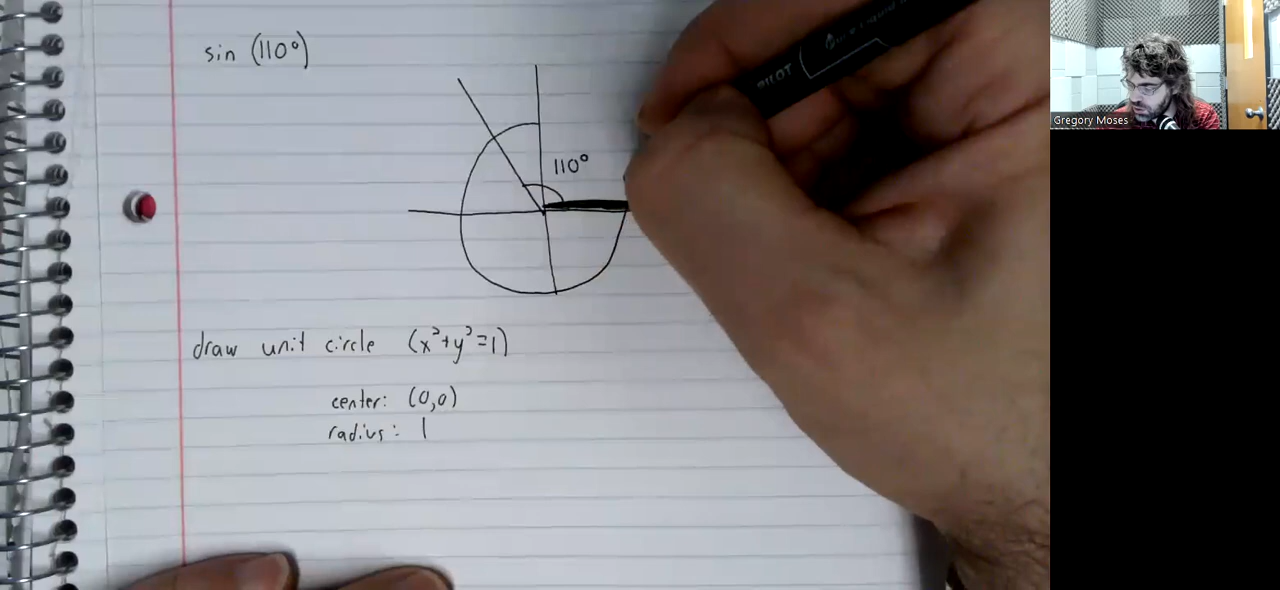 sin (110°)
110°
draw unit circle (x²+y²=1)
center: (0,0)
radius: 1
PILOT
Gregory Moses